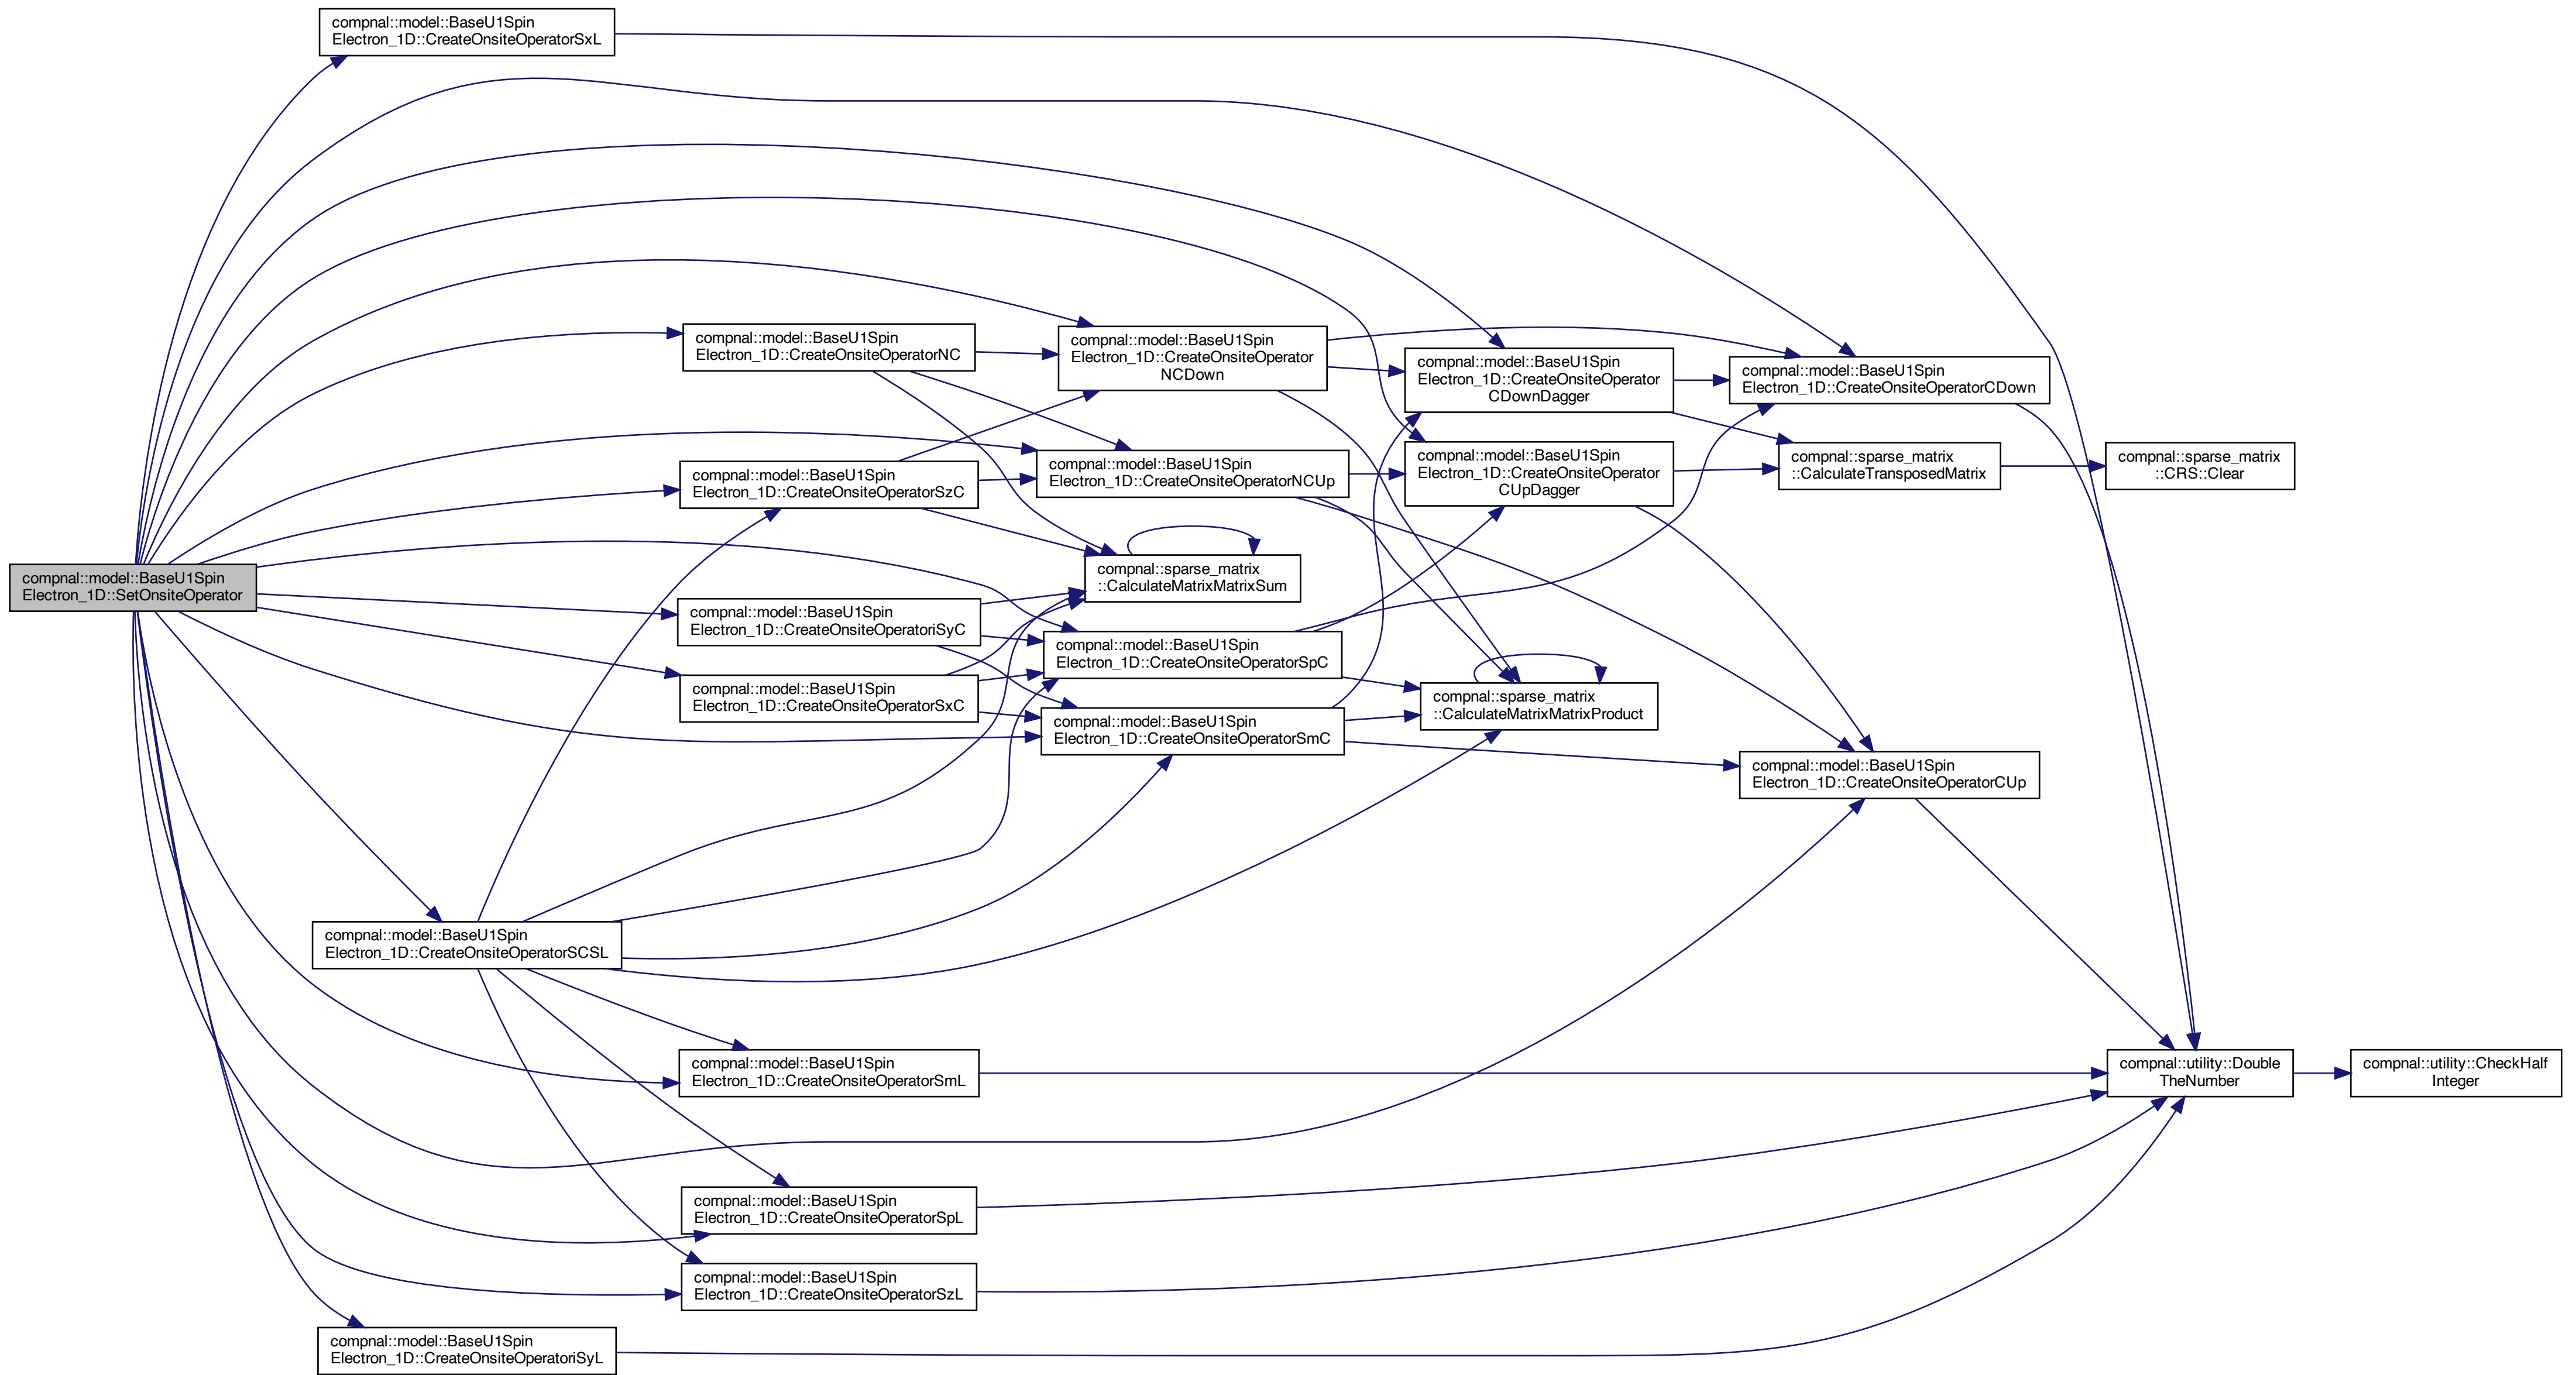 compnal::model::BaseU1Spin
Electron_1D::CreateOnsiteOperatorSxL
compnal::model::BaseU1Spin
Electron_1D::CreateOnsiteOperatorNC
compnal::model::BaseU1Spin
Electron_1D::CreateOnsiteOperator
NCDown
compnal::model::BaseU1Spin
Electron_1D::CreateOnsiteOperator
CDownDagger
compnal::model::BaseU1Spin
Electron_1D::CreateOnsiteOperatorCDown
compnal::model::BaseU1Spin
Electron_1D::CreateOnsiteOperatorSzC
compnal::model::BaseU1Spin
Electron_1D::CreateOnsiteOperatorNCUp
compnal::model::BaseU1Spin
Electron_1D::CreateOnsiteOperator
CUpDagger
compnal::sparse_matrix
::CalculateTransposedMatrix
compnal::sparse_matrix
::CRS::Clear
compnal::model::BaseU1Spin
Electron_1D::SetOnsiteOperator
compnal::sparse_matrix
::CalculateMatrixMatrixSum
compnal::model::BaseU1Spin
Electron_1D::CreateOnsiteOperatoriSyC
compnal::model::BaseU1Spin
Electron_1D::CreateOnsiteOperatorSpC
compnal::model::BaseU1Spin
Electron_1D::CreateOnsiteOperatorSxC
compnal::sparse_matrix
::CalculateMatrixMatrixProduct
compnal::model::BaseU1Spin
Electron_1D::CreateOnsiteOperatorSmC
compnal::model::BaseU1Spin
Electron_1D::CreateOnsiteOperatorCUp
compnal::model::BaseU1Spin
Electron_1D::CreateOnsiteOperatorSCSL
compnal::model::BaseU1Spin
Electron_1D::CreateOnsiteOperatorSmL
compnal::utility::Double
TheNumber
compnal::utility::CheckHalf
Integer
compnal::model::BaseU1Spin
Electron_1D::CreateOnsiteOperatorSpL
compnal::model::BaseU1Spin
Electron_1D::CreateOnsiteOperatorSzL
compnal::model::BaseU1Spin
Electron_1D::CreateOnsiteOperatoriSyL